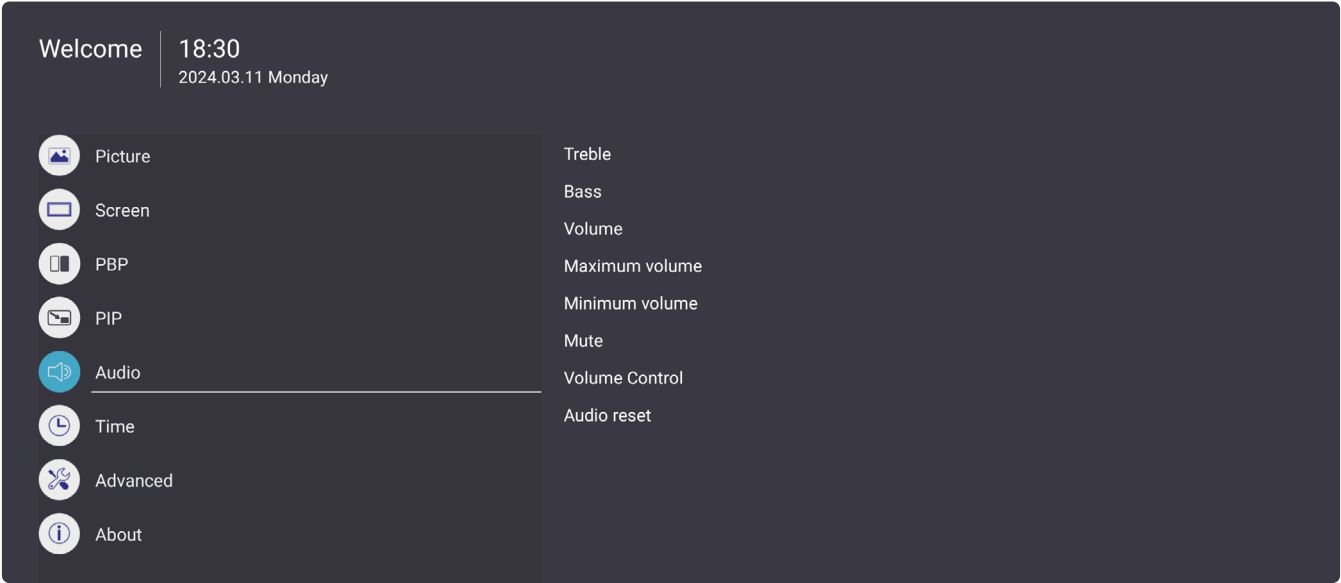 Welcome
18:30
2024.03.11 Monday
Picture
Screen
PBP
PIP
Audio
Time
Advanced
About
Treble
Bass
Volume
Maximum volume
Minimum volume
Mute
Volume Control
Audio reset